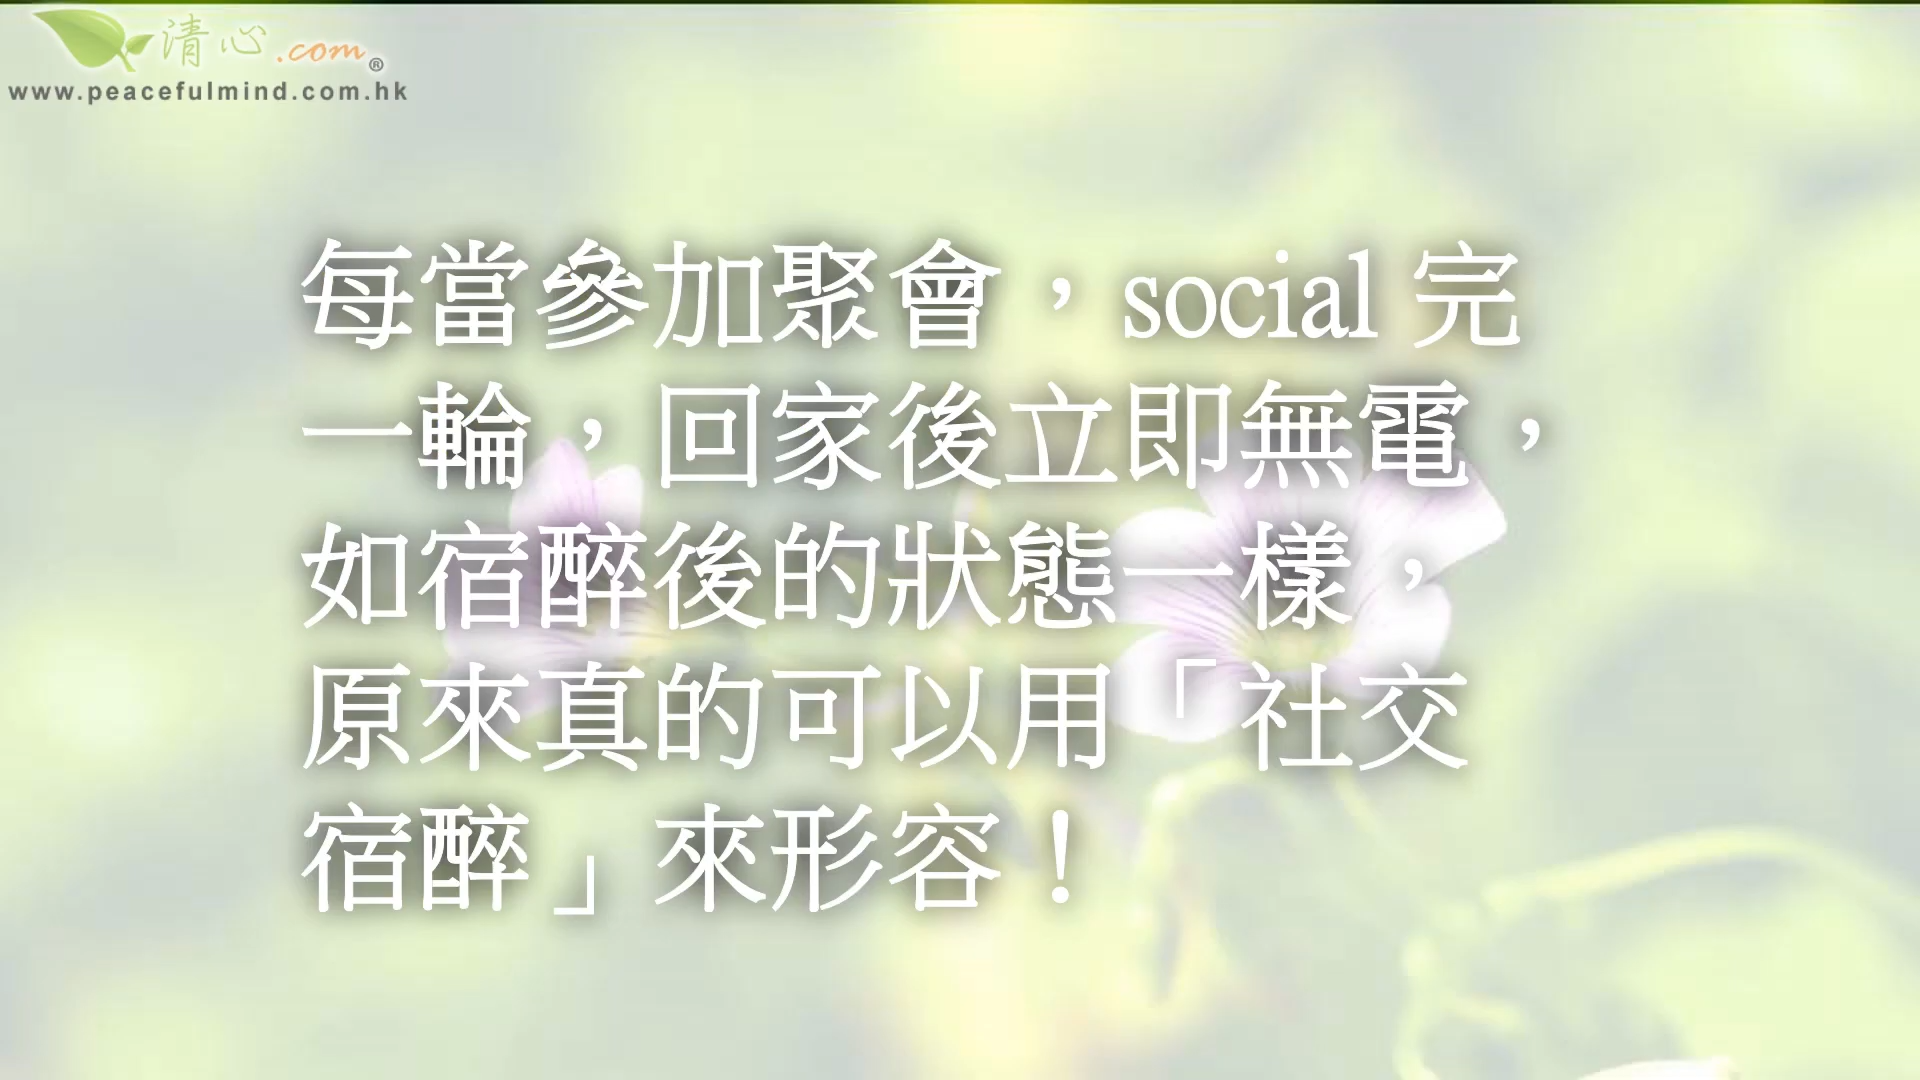 清心.com®
www.peacefulmind.com.hk
每當參加聚會，social 完
一輪，回家後立即無電，
如宿醉後的狀態一樣，
原來真的可以用「社交
宿醉」來形容！